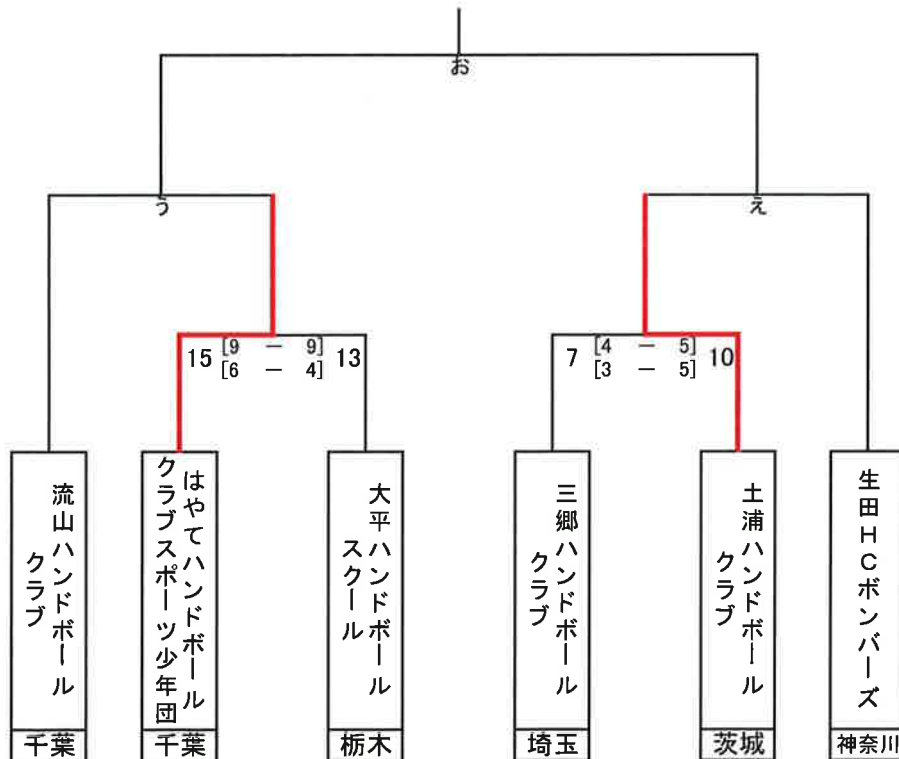 お
う
え
15 [9 － 9] 13
[6 － 4]
7 [4 － 5] 10
[3 － 5]
流山ハンドボール
クラブ
千葉
はやてハンドボール
クラブスポーツ少年団
千葉
大平ハンドボール
スクール
栃木
三郷ハンドボール
クラブ
埼玉
土浦ハンドボール
クラブ
茨城
生田HCボンバーズ
神奈川